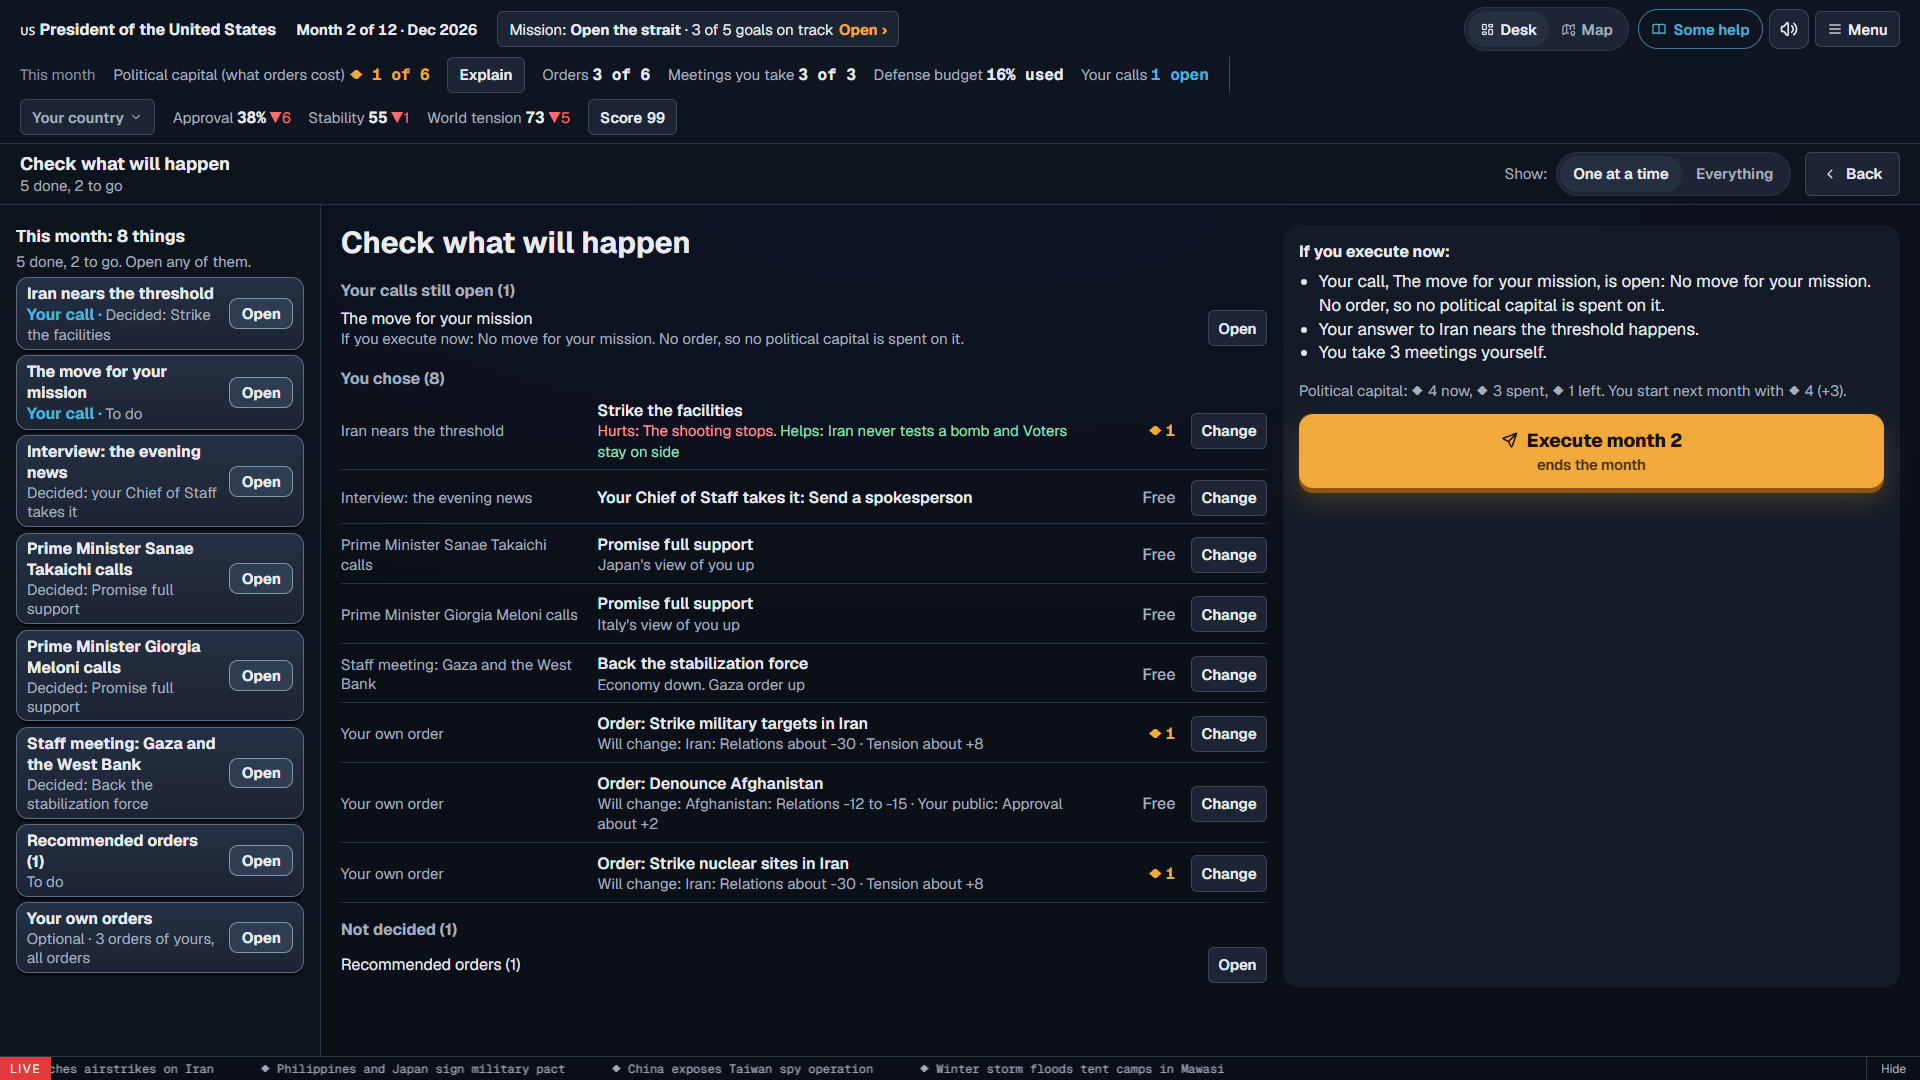 US President of the United States
Month 2 of 12 · Dec 2026
Mission: Open the strait · 3 of 5 goals on track Open ›
Desk
Map
Some help
Menu
This month
Political capital (what orders cost) ◆ 1 of 6
Explain
Orders 3 of 6
Meetings you take 3 of 3
Defense budget 16% used
Your calls 1 open
Your country
Approval 38% ▼6
Stability 55 ▼1
World tension 73 ▼5
Score 99
Check what will happen
5 done, 2 to go
Show:
One at a time
Everything
‹ Back
This month: 8 things
5 done, 2 to go. Open any of them.
Iran nears the threshold
Your call · Decided: Strike
the facilities
Open
The move for your
mission
Your call · To do
Open
Interview: the evening
news
Decided: your Chief of Staff
takes it
Open
Prime Minister Sanae
Takaichi calls
Decided: Promise full
support
Open
Prime Minister Giorgia
Meloni calls
Decided: Promise full
support
Open
Staff meeting: Gaza and
the West Bank
Decided: Back the
stabilization force
Open
Recommended orders
(1)
To do
Open
Your own orders
Optional · 3 orders of yours,
all orders
Open
Check what will happen
Your calls still open (1)
The move for your mission
If you execute now: No move for your mission. No order, so no political capital is spent on it.
Open
You chose (8)
Iran nears the threshold
Strike the facilities
Hurts: The shooting stops. Helps: Iran never tests a bomb and Voters
stay on side
◆ 1
Change
Interview: the evening news
Your Chief of Staff takes it: Send a spokesperson
Free
Change
Prime Minister Sanae Takaichi
calls
Promise full support
Japan's view of you up
Free
Change
Prime Minister Giorgia Meloni calls
Promise full support
Italy's view of you up
Free
Change
Staff meeting: Gaza and the West
Bank
Back the stabilization force
Economy down. Gaza order up
Free
Change
Your own order
Order: Strike military targets in Iran
Will change: Iran: Relations about -30 · Tension about +8
◆ 1
Change
Your own order
Order: Denounce Afghanistan
Will change: Afghanistan: Relations -12 to -15 · Your public: Approval
about +2
Free
Change
Your own order
Order: Strike nuclear sites in Iran
Will change: Iran: Relations about -30 · Tension about +8
◆ 1
Change
Not decided (1)
Recommended orders (1)
Open
If you execute now:
• Your call, The move for your mission, is open: No move for your mission.
No order, so no political capital is spent on it.
• Your answer to Iran nears the threshold happens.
• You take 3 meetings yourself.
Political capital: ◆ 4 now, ◆ 3 spent, ◆ 1 left. You start next month with ◆ 4 (+3).
Execute month 2
ends the month
LIVE
ches airstrikes on Iran
◆ Philippines and Japan sign military pact
◆ China exposes Taiwan spy operation
◆ Winter storm floods tent camps in Mawasi
Hide